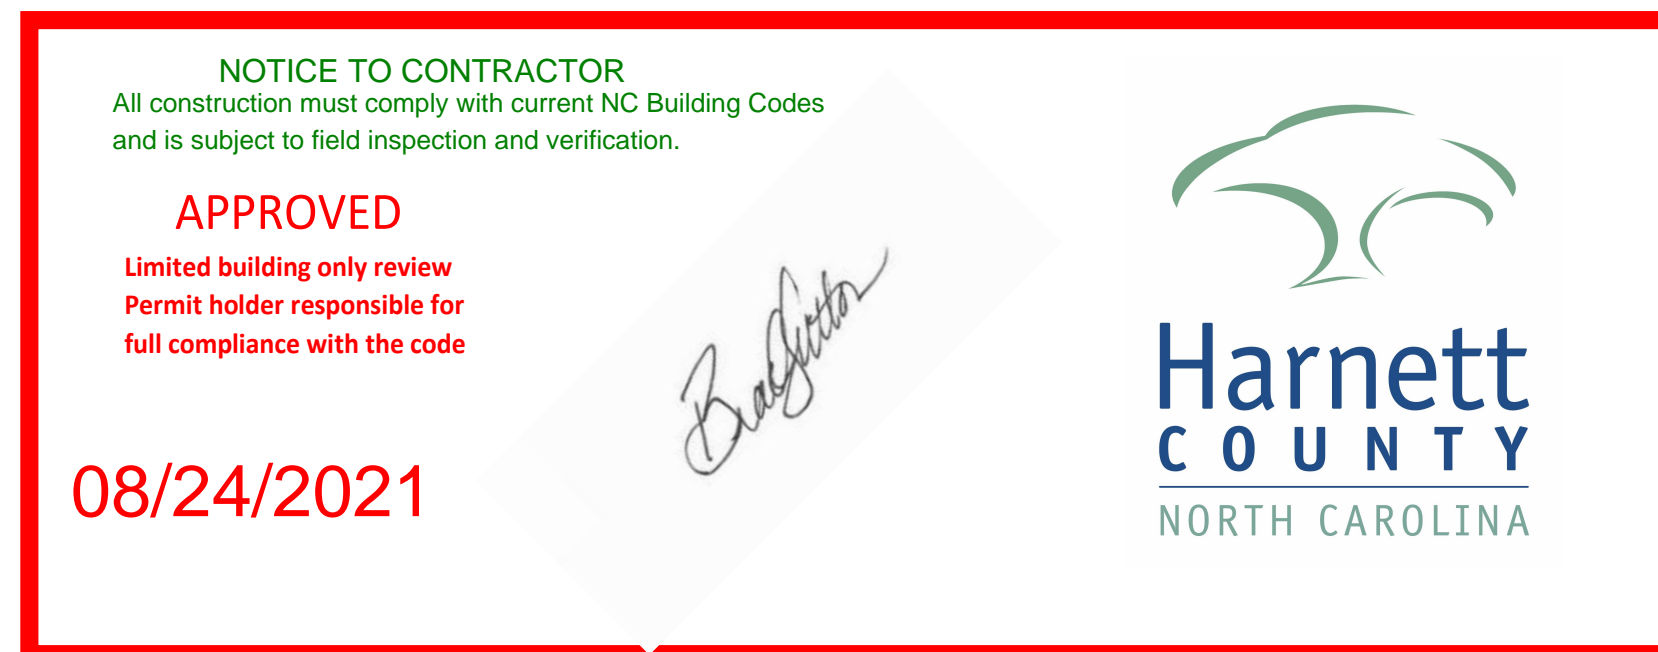 NOTICE TO CONTRACTOR
All construction must comply with current NC Building Codes
and is subject to field inspection and verification.
APPROVED
Limited building only review
Permit holder responsible for
full compliance with the code
08/24/2021
Brad Sutton
Harnett
COUNTY
NORTH CAROLINA